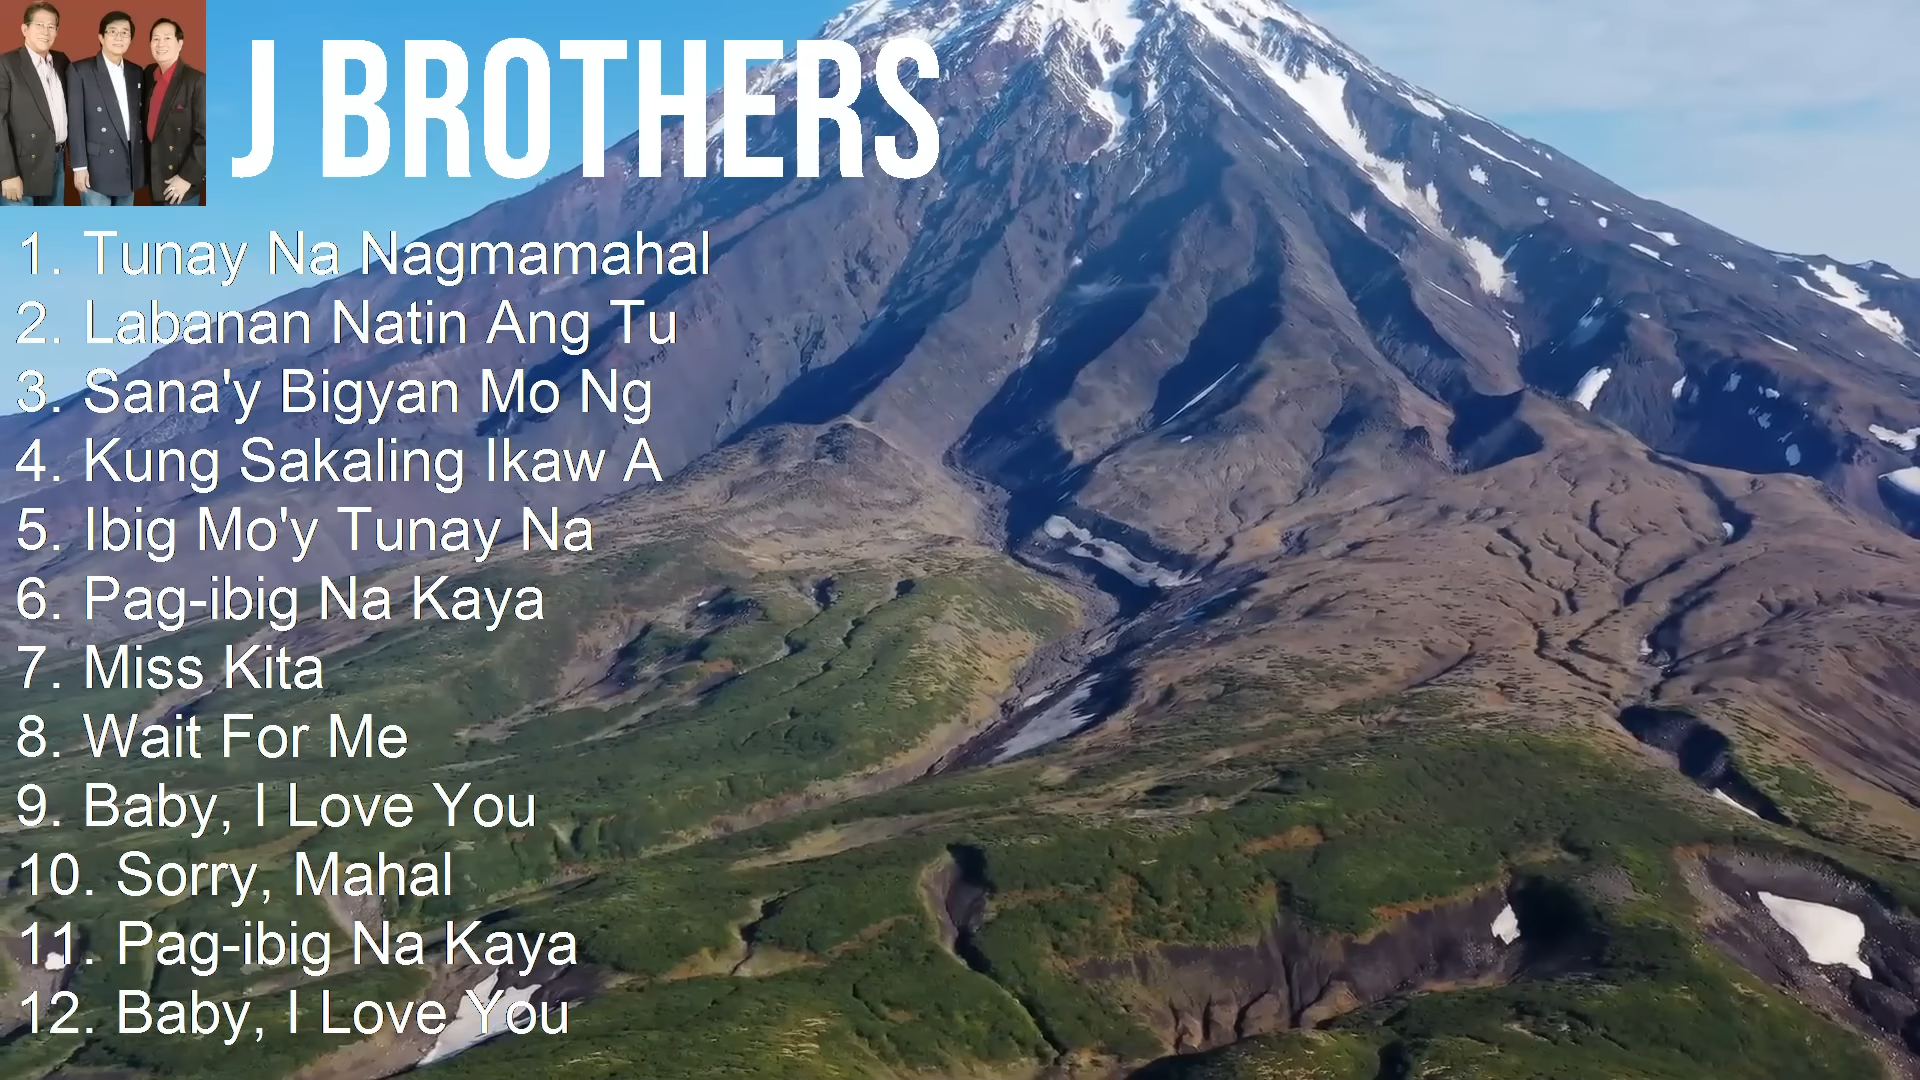 J BROTHERS
1. Tunay Na Nagmamahal
2. Labanan Natin Ang Tu
3. Sana'y Bigyan Mo Ng
4. Kung Sakaling Ikaw A
5. Ibig Mo'y Tunay Na
6. Pag-ibig Na Kaya
7. Miss Kita
8. Wait For Me
9. Baby, I Love You
10. Sorry, Mahal
11. Pag-ibig Na Kaya
12. Baby, I Love You